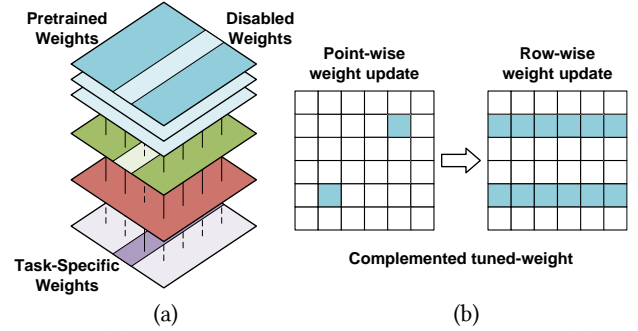 Pretrained
Weights
Disabled
Weights
Task-Specific
Weights
(a)
Point-wise
weight update
Row-wise
weight update
Complemented tuned-weight
(b)